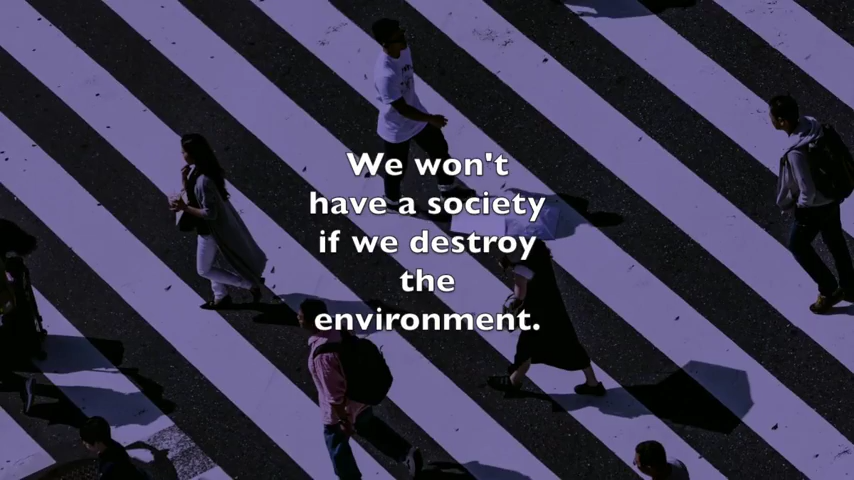 We won't
have a society
if we destroy
the
environment.